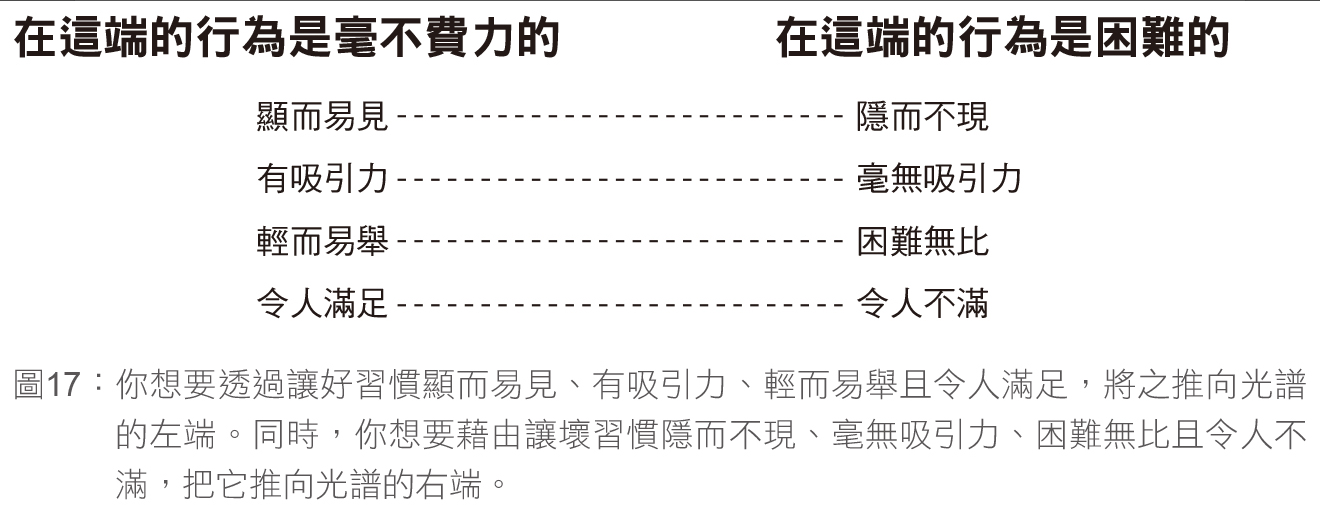 在這端的行為是毫不費力的 在這端的行為是困難的
顯而易見 --------------------------- 隱而不現
有吸引力 --------------------------- 毫無吸引力
輕而易舉 --------------------------- 困難無比
令人滿足 --------------------------- 令人不滿
圖17：你想要透過讓好習慣顯而易見、有吸引力、輕而易舉且令人滿足，將之推向光譜
的左端。同時，你想要藉由讓壞習慣隱而不現、毫無吸引力、困難無比且令人不
滿，把它推向光譜的右端。